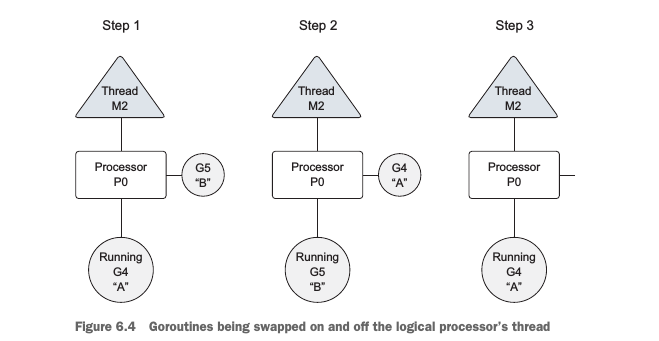 Step 1
Step 2
Step 3
Thread
M2
Thread
M2
Thread
M2
Processor
P0
G5
“B”
Processor
P0
G4
“A”
Processor
P0
Running
G4
“A”
Running
G5
“B”
Running
G4
“A”
Figure 6.4 Goroutines being swapped on and off the logical processor’s thread